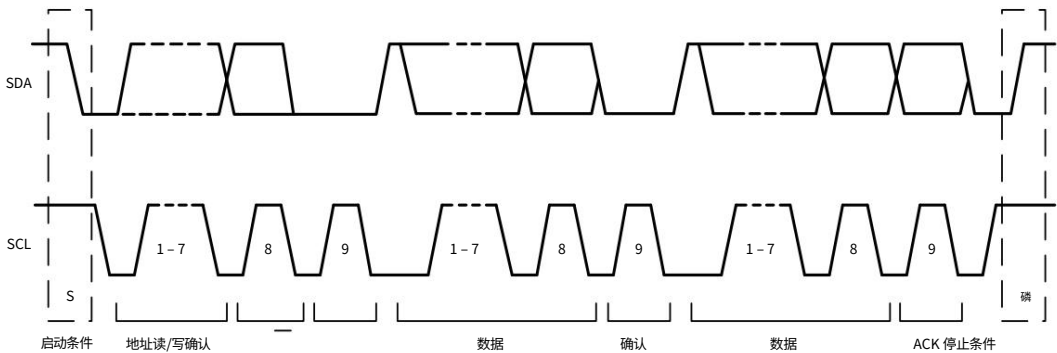 SDA
SCL
1 – 7 8 9 1 – 7 8 9 1 – 7 8 9
S 磷
启动条件 地址读/写确认 数据 确认 数据 ACK 停止条件